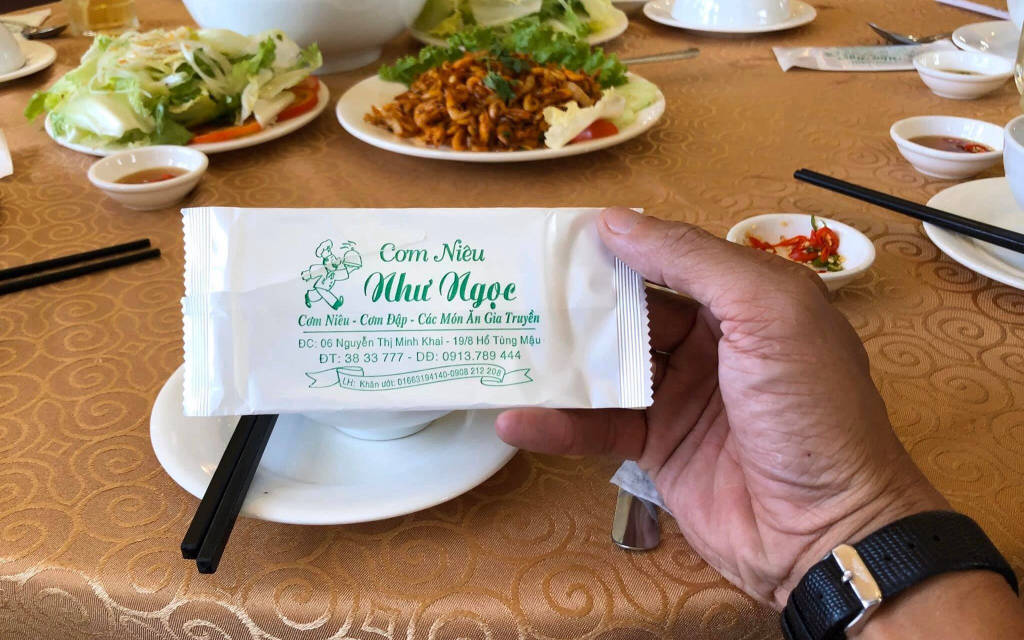 Cơm Niêu
Như Ngọc
Cơm Niêu - Cơm Đập - Các Món Ăn Gia Truyền
ĐC: 06 Nguyễn Thị Minh Khai - 19/8 Hồ Tùng Mậu
ĐT: 38 33 777 - DĐ: 0913.789 444
LH: Khăn ướt: 01663194140-0908 212 208